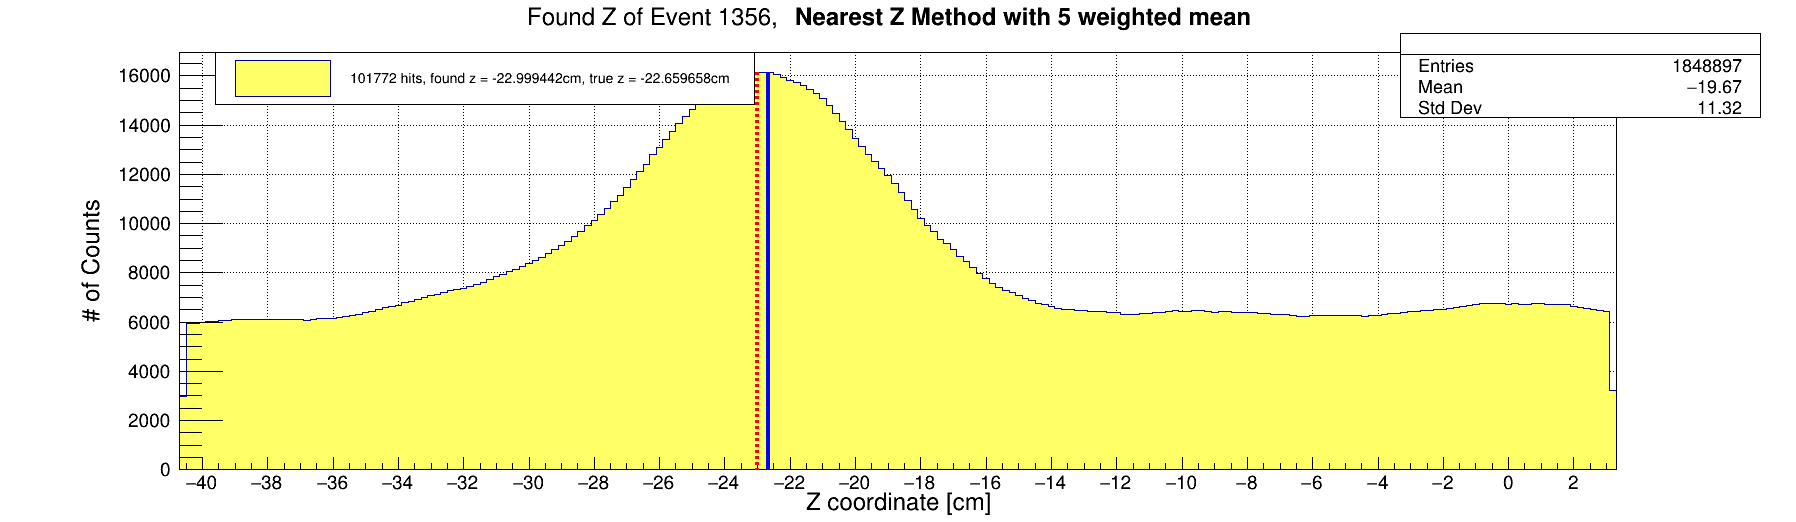 Found Z of Event 1356, Nearest Z Method with 5 weighted mean
101772 hits, found z = -22.999442cm, true z = -22.659658cm
Entries 1848897
Mean −19.67
Std Dev 11.32
# of Counts
16000
14000
12000
10000
8000
6000
4000
2000
0
−40 −38 −36 −34 −32 −30 −28 −26 −24 −22 −20 −18 −16 −14 −12 −10 −8 −6 −4 −2 0 2
Z coordinate [cm]